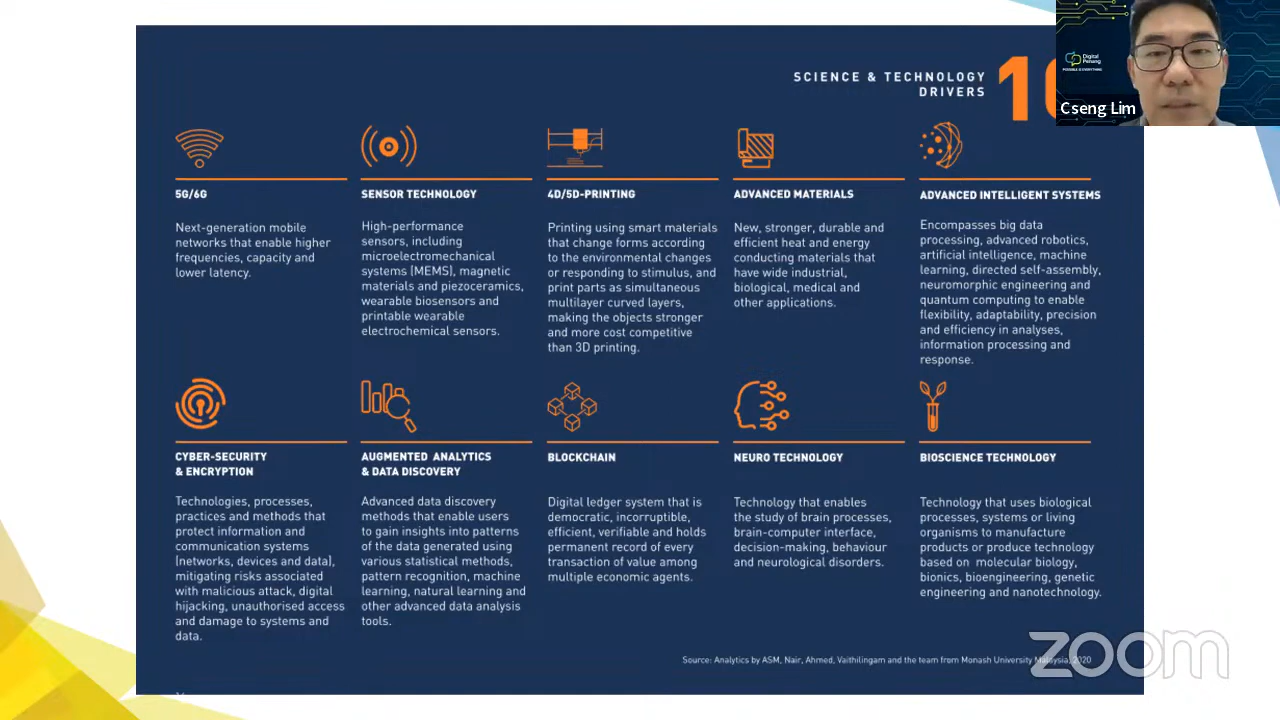 SCIENCE & TECHNOLOGY
DRIVERS
10
Digital
Penang
Cseng Lim
5G/6G
Next-generation mobile
networks that enable higher
frequencies, capacity and
lower latency.
SENSOR TECHNOLOGY
High-performance
sensors, including
microelectromechanical
systems (MEMS), magnetic
materials and piezoceramics,
wearable biosensors and
printable wearable
electrochemical sensors.
4D/5D-PRINTING
Printing using smart materials
that change forms according
to the environmental changes
or responding to stimulus, and
print parts as simultaneous
multilayer curved layers,
making the objects stronger
and more cost competitive
than 3D printing.
ADVANCED MATERIALS
New, stronger, durable and
efficient heat and energy
conducting materials that
have wide industrial,
biological, medical and
other applications.
ADVANCED INTELLIGENT SYSTEMS
Encompasses big data
processing, advanced robotics,
artificial intelligence, machine
learning, directed self-assembly,
neuromorphic engineering and
quantum computing to enable
flexibility, adaptability, precision
and efficiency in analyses,
information processing and
response.
CYBER-SECURITY
& ENCRYPTION
Technologies, processes,
practices and methods that
protect information and
communication systems
(networks, devices and data),
mitigating risks associated
with malicious attack, digital
hijacking, unauthorised access
and damage to systems and
data.
AUGMENTED ANALYTICS
& DATA DISCOVERY
Advanced data discovery
methods that enable users
to gain insights into patterns
of the data generated using
various statistical methods,
pattern recognition, machine
learning, natural learning and
other advanced data analysis
tools.
BLOCKCHAIN
Digital ledger system that is
democratic, incorruptible,
efficient, verifiable and holds
permanent record of every
transaction of value among
multiple economic agents.
NEURO TECHNOLOGY
Technology that enables
the study of brain processes,
brain-computer interface,
decision-making, behaviour
and neurological disorders.
BIOSCIENCE TECHNOLOGY
Technology that uses biological
processes, systems or living
organisms to manufacture
products or produce technology
based on molecular biology,
bionics, bioengineering, genetic
engineering and nanotechnology.
Source: Analytics by ASM, Nair, Ahmed, Vaithilingam and the team from Monash University Malaysia, 2020
zoom